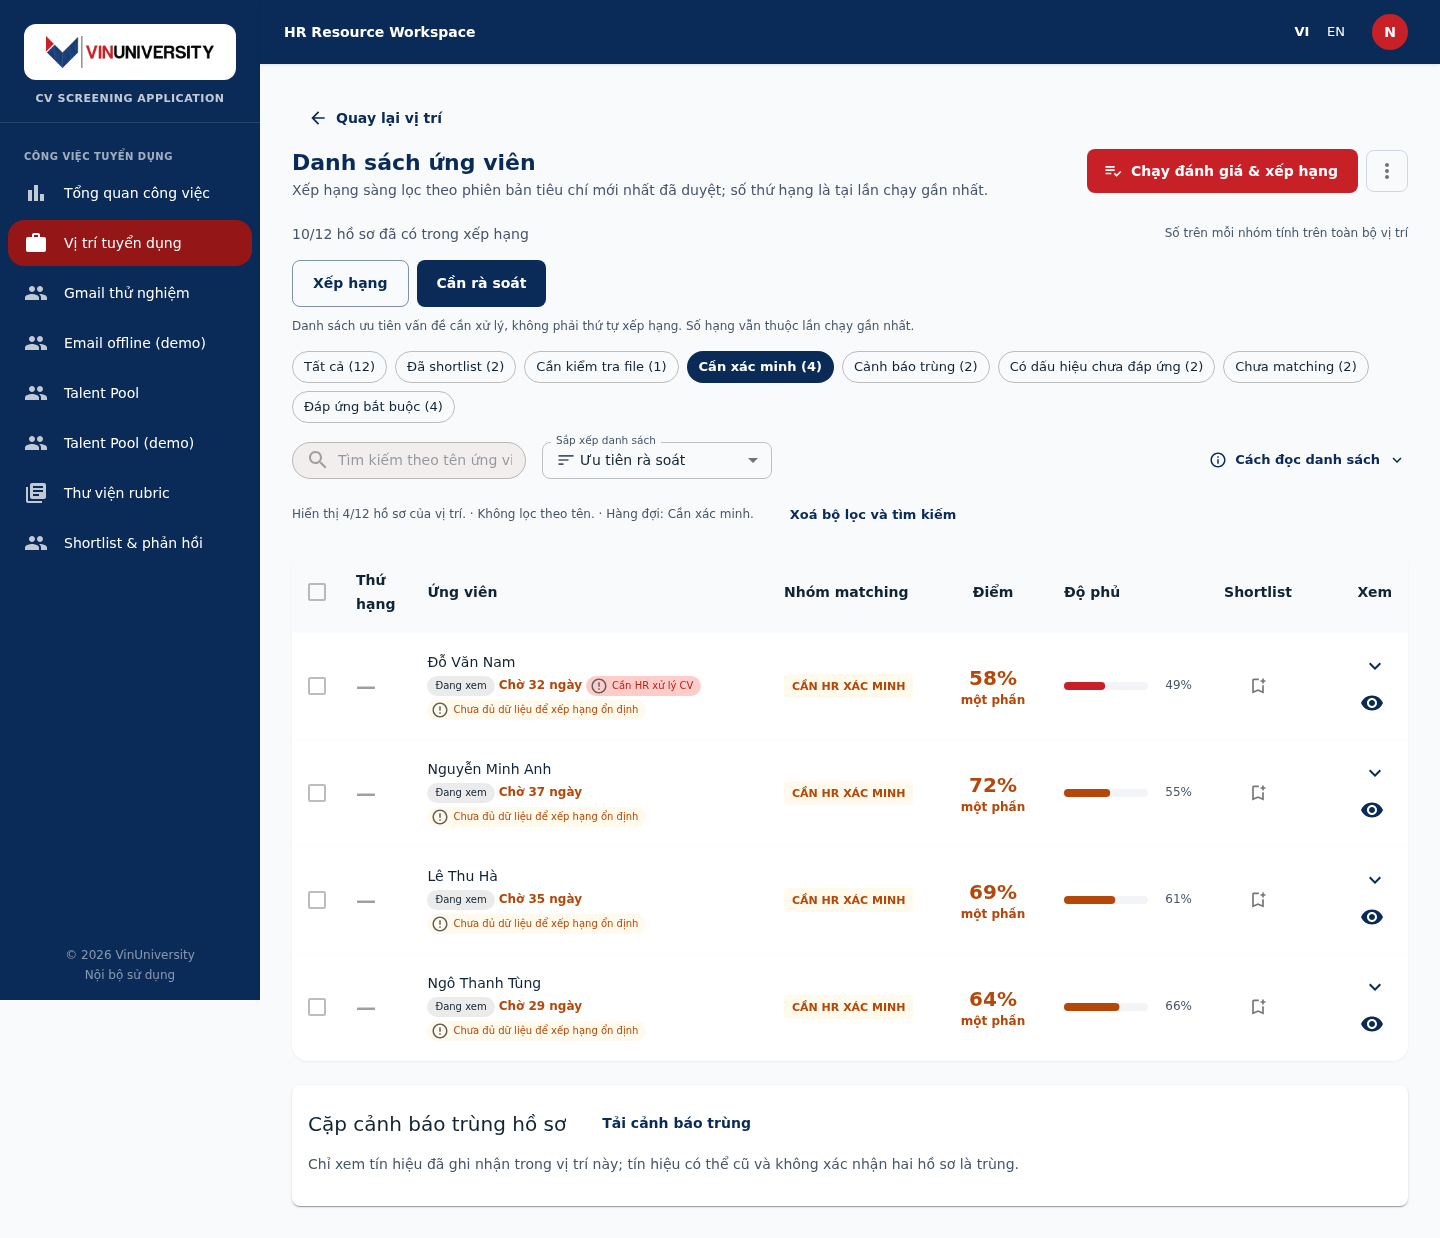 VINUNIVERSITY
CV SCREENING APPLICATION
CÔNG VIỆC TUYỂN DỤNG
Tổng quan công việc
Vị trí tuyển dụng
Gmail thử nghiệm
Email offline (demo)
Talent Pool
Talent Pool (demo)
Thư viện rubric
Shortlist & phản hồi
© 2026 VinUniversity
Nội bộ sử dụng
HR Resource Workspace
VI EN N
Quay lại vị trí
Danh sách ứng viên
Xếp hạng sàng lọc theo phiên bản tiêu chí mới nhất đã duyệt; số thứ hạng là tại lần chạy gần nhất.
Chạy đánh giá & xếp hạng
10/12 hồ sơ đã có trong xếp hạng
Số trên mỗi nhóm tính trên toàn bộ vị trí
Xếp hạng Cần rà soát
Danh sách ưu tiên vấn đề cần xử lý, không phải thứ tự xếp hạng. Số hạng vẫn thuộc lần chạy gần nhất.
Tất cả (12) Đã shortlist (2) Cần kiểm tra file (1) Cần xác minh (4) Cảnh báo trùng (2) Có dấu hiệu chưa đáp ứng (2) Chưa matching (2)
Đáp ứng bắt buộc (4)
Sắp xếp danh sách
Tìm kiếm theo tên ứng vi Ưu tiên rà soát Cách đọc danh sách
Hiển thị 4/12 hồ sơ của vị trí. · Không lọc theo tên. · Hàng đợi: Cần xác minh. Xoá bộ lọc và tìm kiếm
Thứ hạng Ứng viên Nhóm matching Điểm Độ phủ Shortlist Xem
Đỗ Văn Nam
— Đang xem Chờ 32 ngày Cần HR xử lý CV CẦN HR XÁC MINH 58% một phần 49%
Chưa đủ dữ liệu để xếp hạng ổn định
Nguyễn Minh Anh
— Đang xem Chờ 37 ngày CẦN HR XÁC MINH 72% một phần 55%
Chưa đủ dữ liệu để xếp hạng ổn định
Lê Thu Hà
— Đang xem Chờ 35 ngày CẦN HR XÁC MINH 69% một phần 61%
Chưa đủ dữ liệu để xếp hạng ổn định
Ngô Thanh Tùng
— Đang xem Chờ 29 ngày CẦN HR XÁC MINH 64% một phần 66%
Chưa đủ dữ liệu để xếp hạng ổn định
Cặp cảnh báo trùng hồ sơ Tải cảnh báo trùng
Chỉ xem tín hiệu đã ghi nhận trong vị trí này; tín hiệu có thể cũ và không xác nhận hai hồ sơ là trùng.